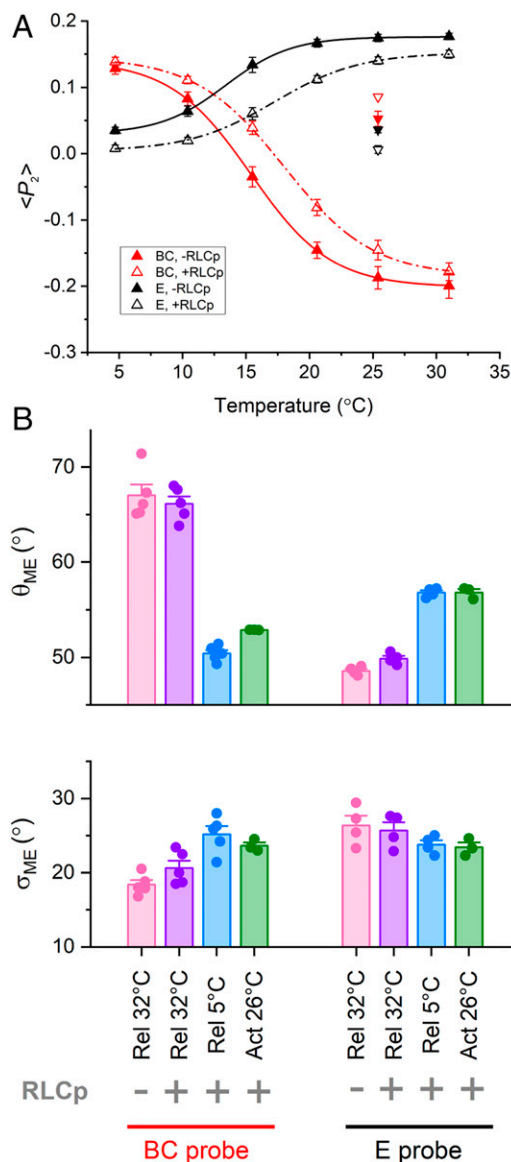 A
0.2
0.1
0.0
-0.1
-0.2
-0.3
<P₂>
BC, -RLCp
BC, +RLCp
E, -RLCp
E, +RLCp
5 10 15 20 25 30 35
Temperature (°C)
B
70
60
50
θME (°)
30
20
10
σME (°)
Rel 32°C Rel 32°C Rel 5°C Act 26°C Rel 32°C Rel 32°C Rel 5°C Act 26°C
RLCp - + + + - + + +
BC probe E probe